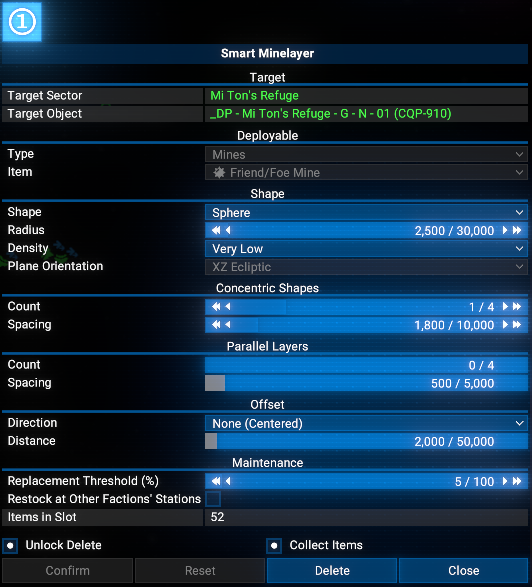 1
Smart Minelayer
Target
Target Sector Mi Ton's Refuge
Target Object _DP - Mi Ton's Refuge - G - N - 01 (CQP-910)
Deployable
Type Mines
Item Friend/Foe Mine
Shape
Shape Sphere
Radius 2,500 / 30,000
Density Very Low
Plane Orientation XZ Ecliptic
Concentric Shapes
Count 1 / 4
Spacing 1,800 / 10,000
Parallel Layers
Count 0 / 4
Spacing 500 / 5,000
Offset
Direction None (Centered)
Distance 2,000 / 50,000
Maintenance
Replacement Threshold (%) 5 / 100
Restock at Other Factions' Stations
Items in Slot 52
Unlock Delete Collect Items
Confirm Reset Delete Close